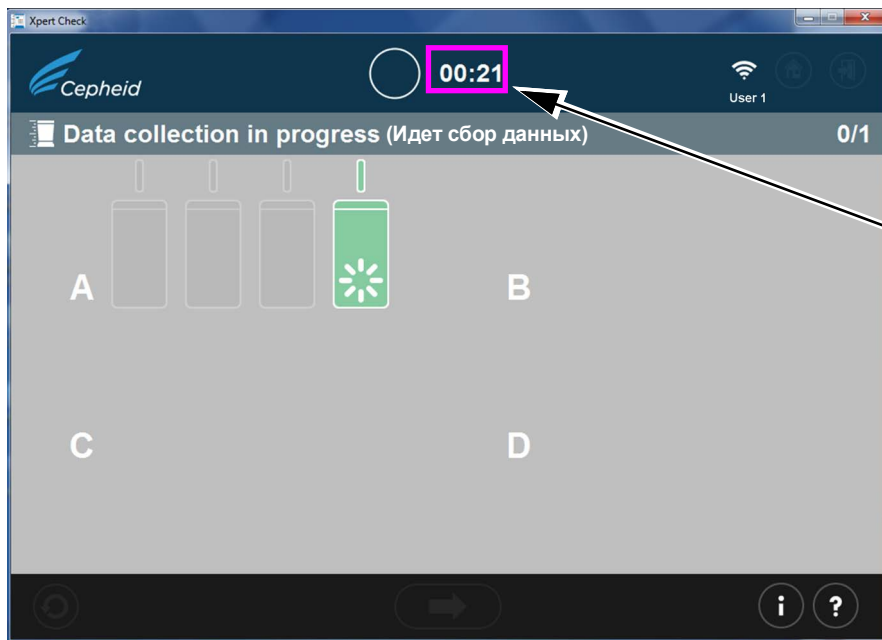 Xpert Check
Cepheid
00:21
User 1
Data collection in progress (Идет сбор данных)
0/1
A
B
C
D
i
?